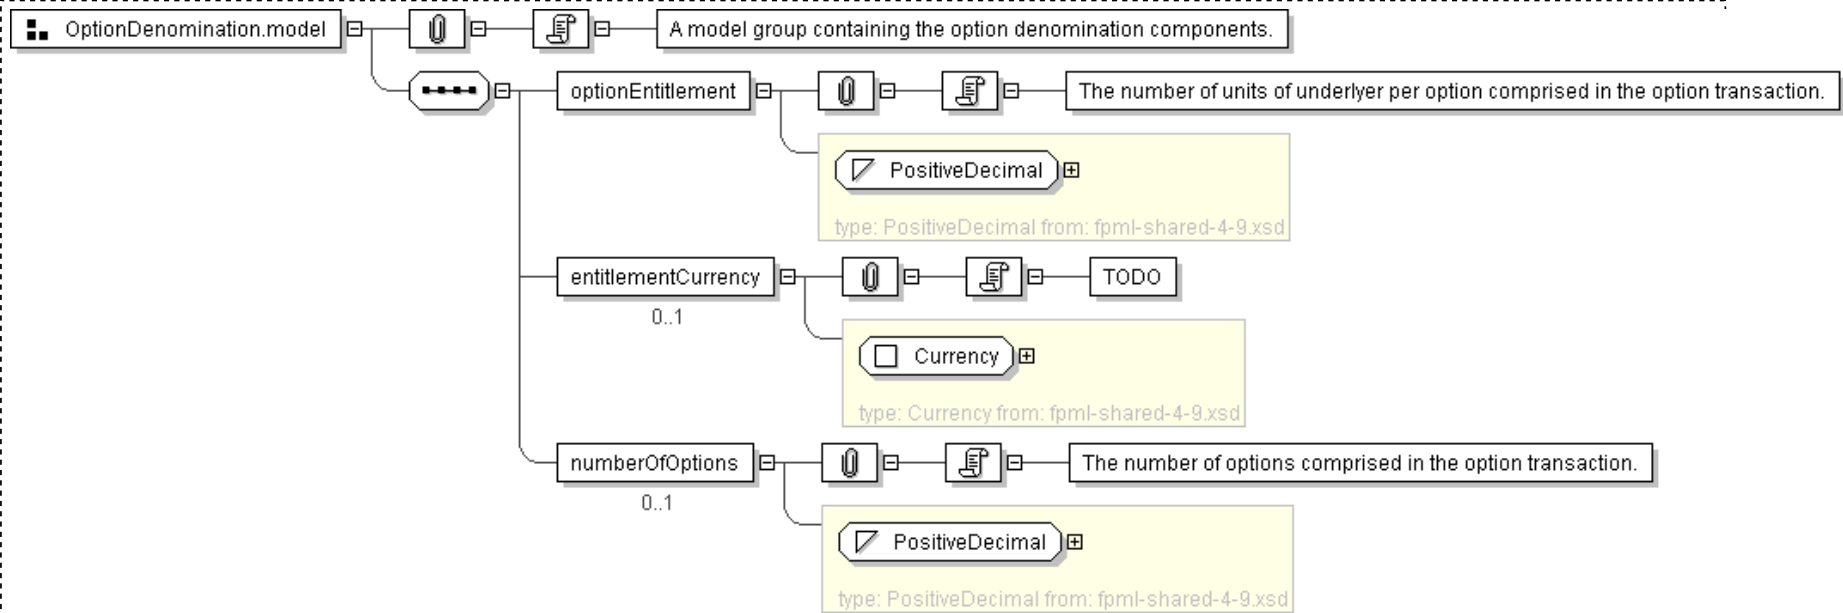 OptionDenomination.model
A model group containing the option denomination components.
optionEntitlement
The number of units of underlyer per option comprised in the option transaction.
PositiveDecimal
type: PositiveDecimal from: fpml-shared-4-9.xsd
entitlementCurrency
TODO
0..1
Currency
type: Currency from: fpml-shared-4-9.xsd
numberOfOptions
The number of options comprised in the option transaction.
0..1
PositiveDecimal
type: PositiveDecimal from: fpml-shared-4-9.xsd